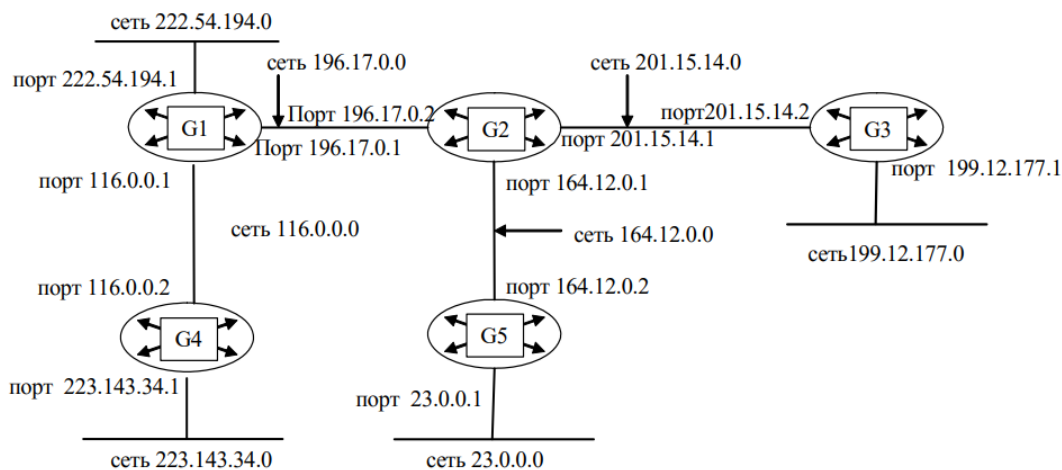 сеть 222.54.194.0
сеть 196.17.0.0
сеть 201.15.14.0
порт 222.54.194.1
Порт 196.17.0.2
порт201.15.14.2
G1
G2
G3
Порт 196.17.0.1
порт 201.15.14.1
порт 199.12.177.1
порт 116.0.0.1
порт 164.12.0.1
сеть 116.0.0.0
сеть 164.12.0.0
сеть199.12.177.0
порт 116.0.0.2
порт 164.12.0.2
G4
G5
порт 223.143.34.1
порт 23.0.0.1
сеть 223.143.34.0
сеть 23.0.0.0